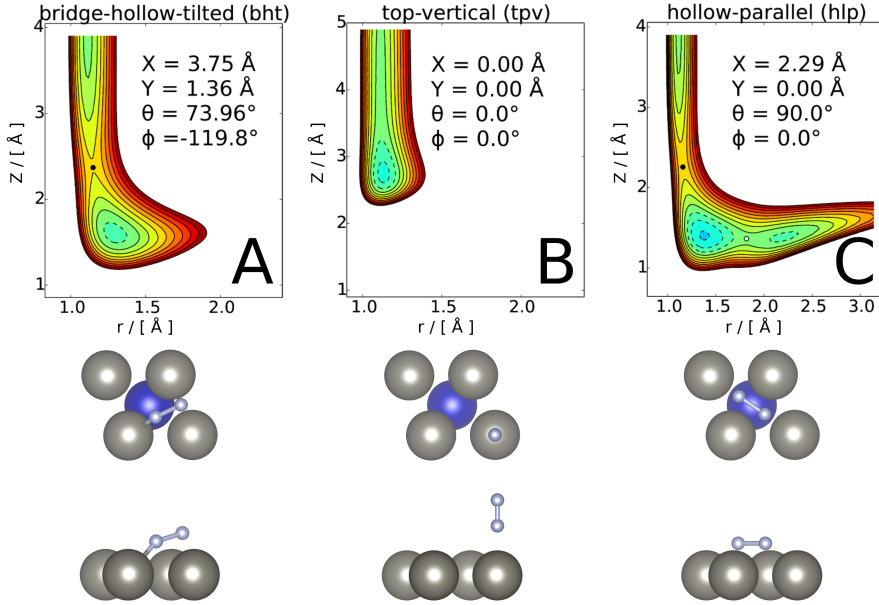 bridge-hollow-tilted (bht)
4
3
2
1
Z / [ Å ]
X = 3.75 Å
Y = 1.36 Å
θ = 73.96°
ϕ =-119.8°
A
1.0 1.5 2.0
r / [ Å ]
top-vertical (tpv)
5
4
3
2
1
Z / [ Å ]
X = 0.00 Å
Y = 0.00 Å
θ = 0.0°
ϕ = 0.0°
B
1.0 1.5 2.0
r / [ Å ]
hollow-parallel (hlp)
4
3
2
1
Z / [ Å ]
X = 2.29 Å
Y = 0.00 Å
θ = 90.0°
ϕ = 0.0°
C
1.0 1.5 2.0 2.5 3.0
r / [ Å ]